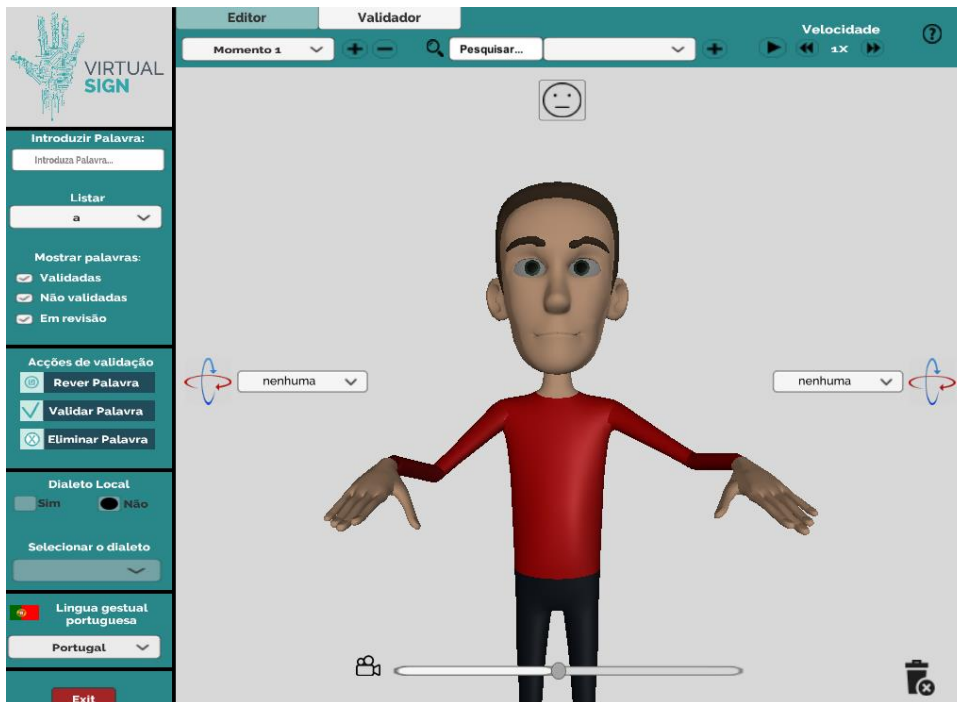 VIRTUAL
SIGN
Editor
Validador
Momento 1
Pesquisar...
Velocidade
1X
?
Introduzir Palavra:
Introduza Palavra...
Listar
a
Mostrar palavras:
Validadas
Não validadas
Em revisão
Acções de validação
Rever Palavra
Validar Palavra
Eliminar Palavra
nenhuma
nenhuma
Dialeto Local
Sim
Não
Selecionar o dialeto
Lingua gestual
portuguesa
Portugal
Exit